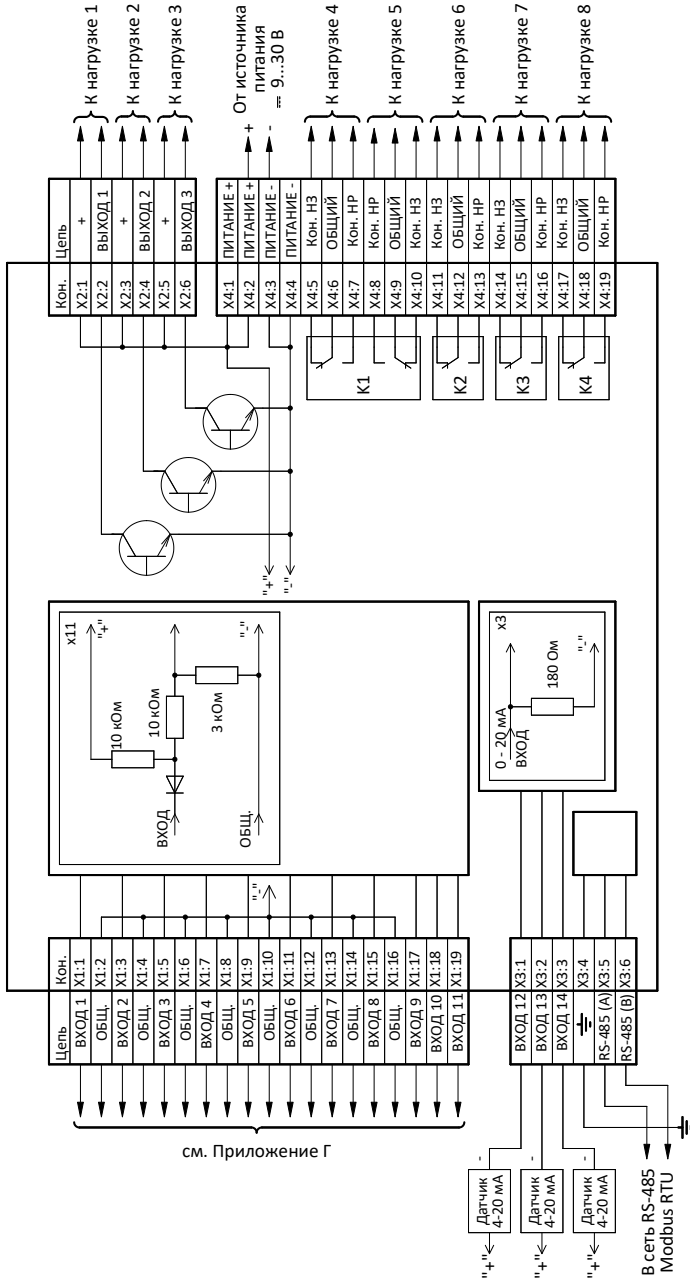 Цепь Кон.
ВХОД 1 X1:1
ОБЩ. X1:2
ВХОД 2 X1:3
ОБЩ. X1:4
ВХОД 3 X1:5
ОБЩ. X1:6
ВХОД 4 X1:7
ОБЩ. X1:8
ВХОД 5 X1:9
ОБЩ. X1:10
ВХОД 6 X1:11
ОБЩ. X1:12
ВХОД 7 X1:13
ОБЩ. X1:14
ВХОД 8 X1:15
ОБЩ. X1:16
ВХОД 9 X1:17
ВХОД 10 X1:18
ВХОД 11 X1:19
см. Приложение Г
"-"
x11
"+"
10 кОм
10 кОм
3 кОм
ВХОД
ОБЩ.
"-"
ВХОД 12 X3:1
ВХОД 13 X3:2
ВХОД 14 X3:3
X3:4
RS-485 (A) X3:5
RS-485 (B) X3:6
"+" Датчик
4-20 мА -
"+" Датчик
4-20 мА -
"+" Датчик
4-20 мА -
В сеть RS-485
Modbus RTU
x3
0 - 20 мА
ВХОД
180 Ом
"-"
"+"
"-"
Кон. Цепь
X2:1 +
X2:2 ВЫХОД 1
X2:3 +
X2:4 ВЫХОД 2
X2:5 +
X2:6 ВЫХОД 3
К нагрузке 1
К нагрузке 2
К нагрузке 3
X4:1 ПИТАНИЕ +
X4:2 ПИТАНИЕ +
X4:3 ПИТАНИЕ -
X4:4 ПИТАНИЕ -
+
-
От источника
питания
9...30 В
X4:5 Кон. НЗ
X4:6 ОБЩИЙ
X4:7 Кон. НР
X4:8 Кон. НР
X4:9 ОБЩИЙ
X4:10 Кон. НЗ
X4:11 Кон. НЗ
X4:12 ОБЩИЙ
X4:13 Кон. НР
X4:14 Кон. НЗ
X4:15 ОБЩИЙ
X4:16 Кон. НР
X4:17 Кон. НЗ
X4:18 ОБЩИЙ
X4:19 Кон. НР
К1
К2
К3
К4
К нагрузке 4
К нагрузке 5
К нагрузке 6
К нагрузке 7
К нагрузке 8